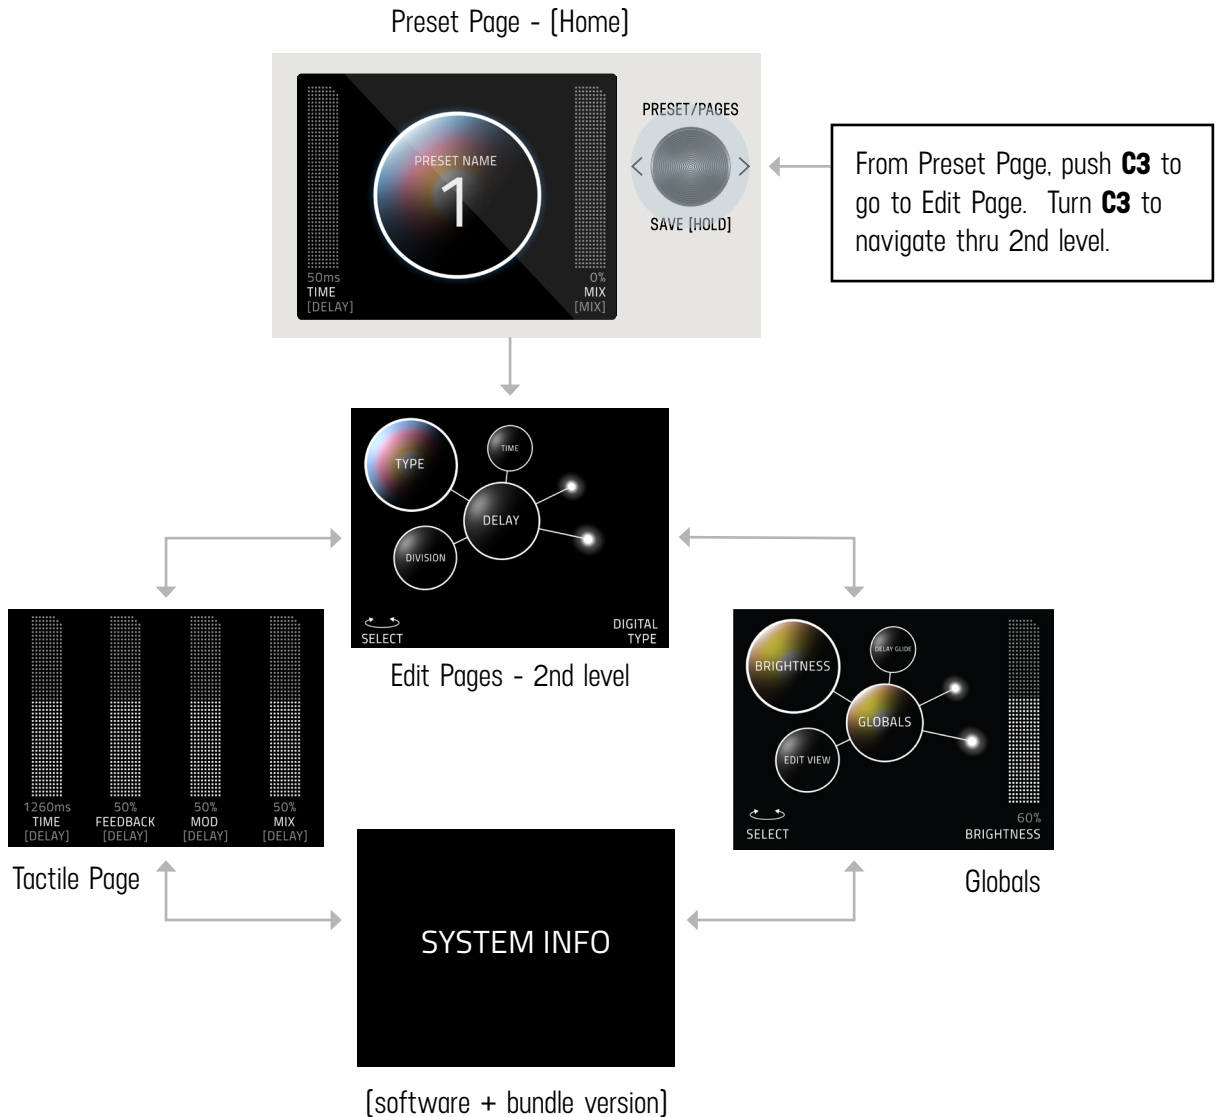 Preset Page - [Home]
PRESET/PAGES
PRESET NAME
1
< >
SAVE [HOLD]
50ms
TIME
[DELAY]
0%
MIX
[MIX]
From Preset Page, push C3 to
go to Edit Page. Turn C3 to
navigate thru 2nd level.
TYPE
TIME
DELAY
DIVISION
SELECT
DIGITAL
TYPE
Edit Pages - 2nd level
1260ms
TIME
[DELAY]
50%
FEEDBACK
[DELAY]
50%
MOD
[DELAY]
50%
MIX
[DELAY]
Tactile Page
BRIGHTNESS
DELAY GLIDE
GLOBALS
EDIT VIEW
SELECT
60%
BRIGHTNESS
Globals
SYSTEM INFO
[software + bundle version]